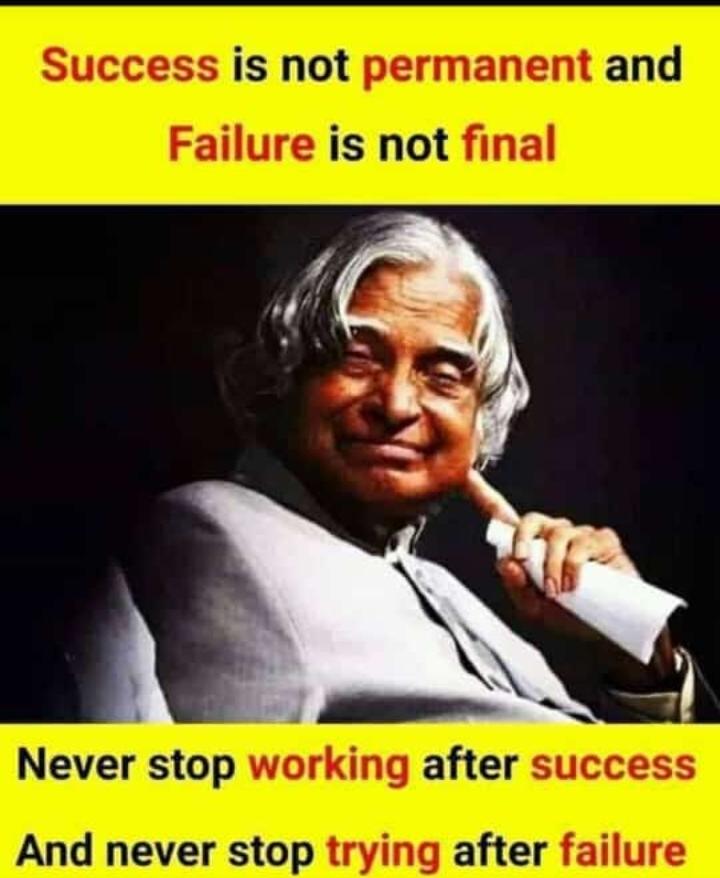 Success is not permanent and
Failure is not final
Never stop working after success
And never stop trying after failure